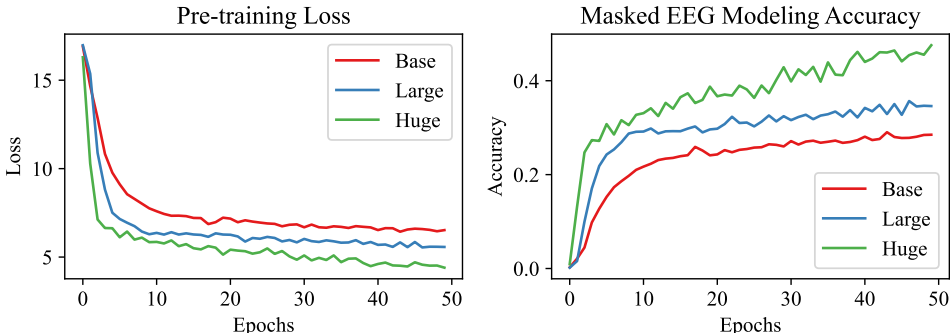 Pre-training Loss
Loss
15
10
5
Base
Large
Huge
0
10
20
30
40
50
Epochs
Masked EEG Modeling Accuracy
Accuracy
0.4
0.2
0.0
Base
Large
Huge
0
10
20
30
40
50
Epochs